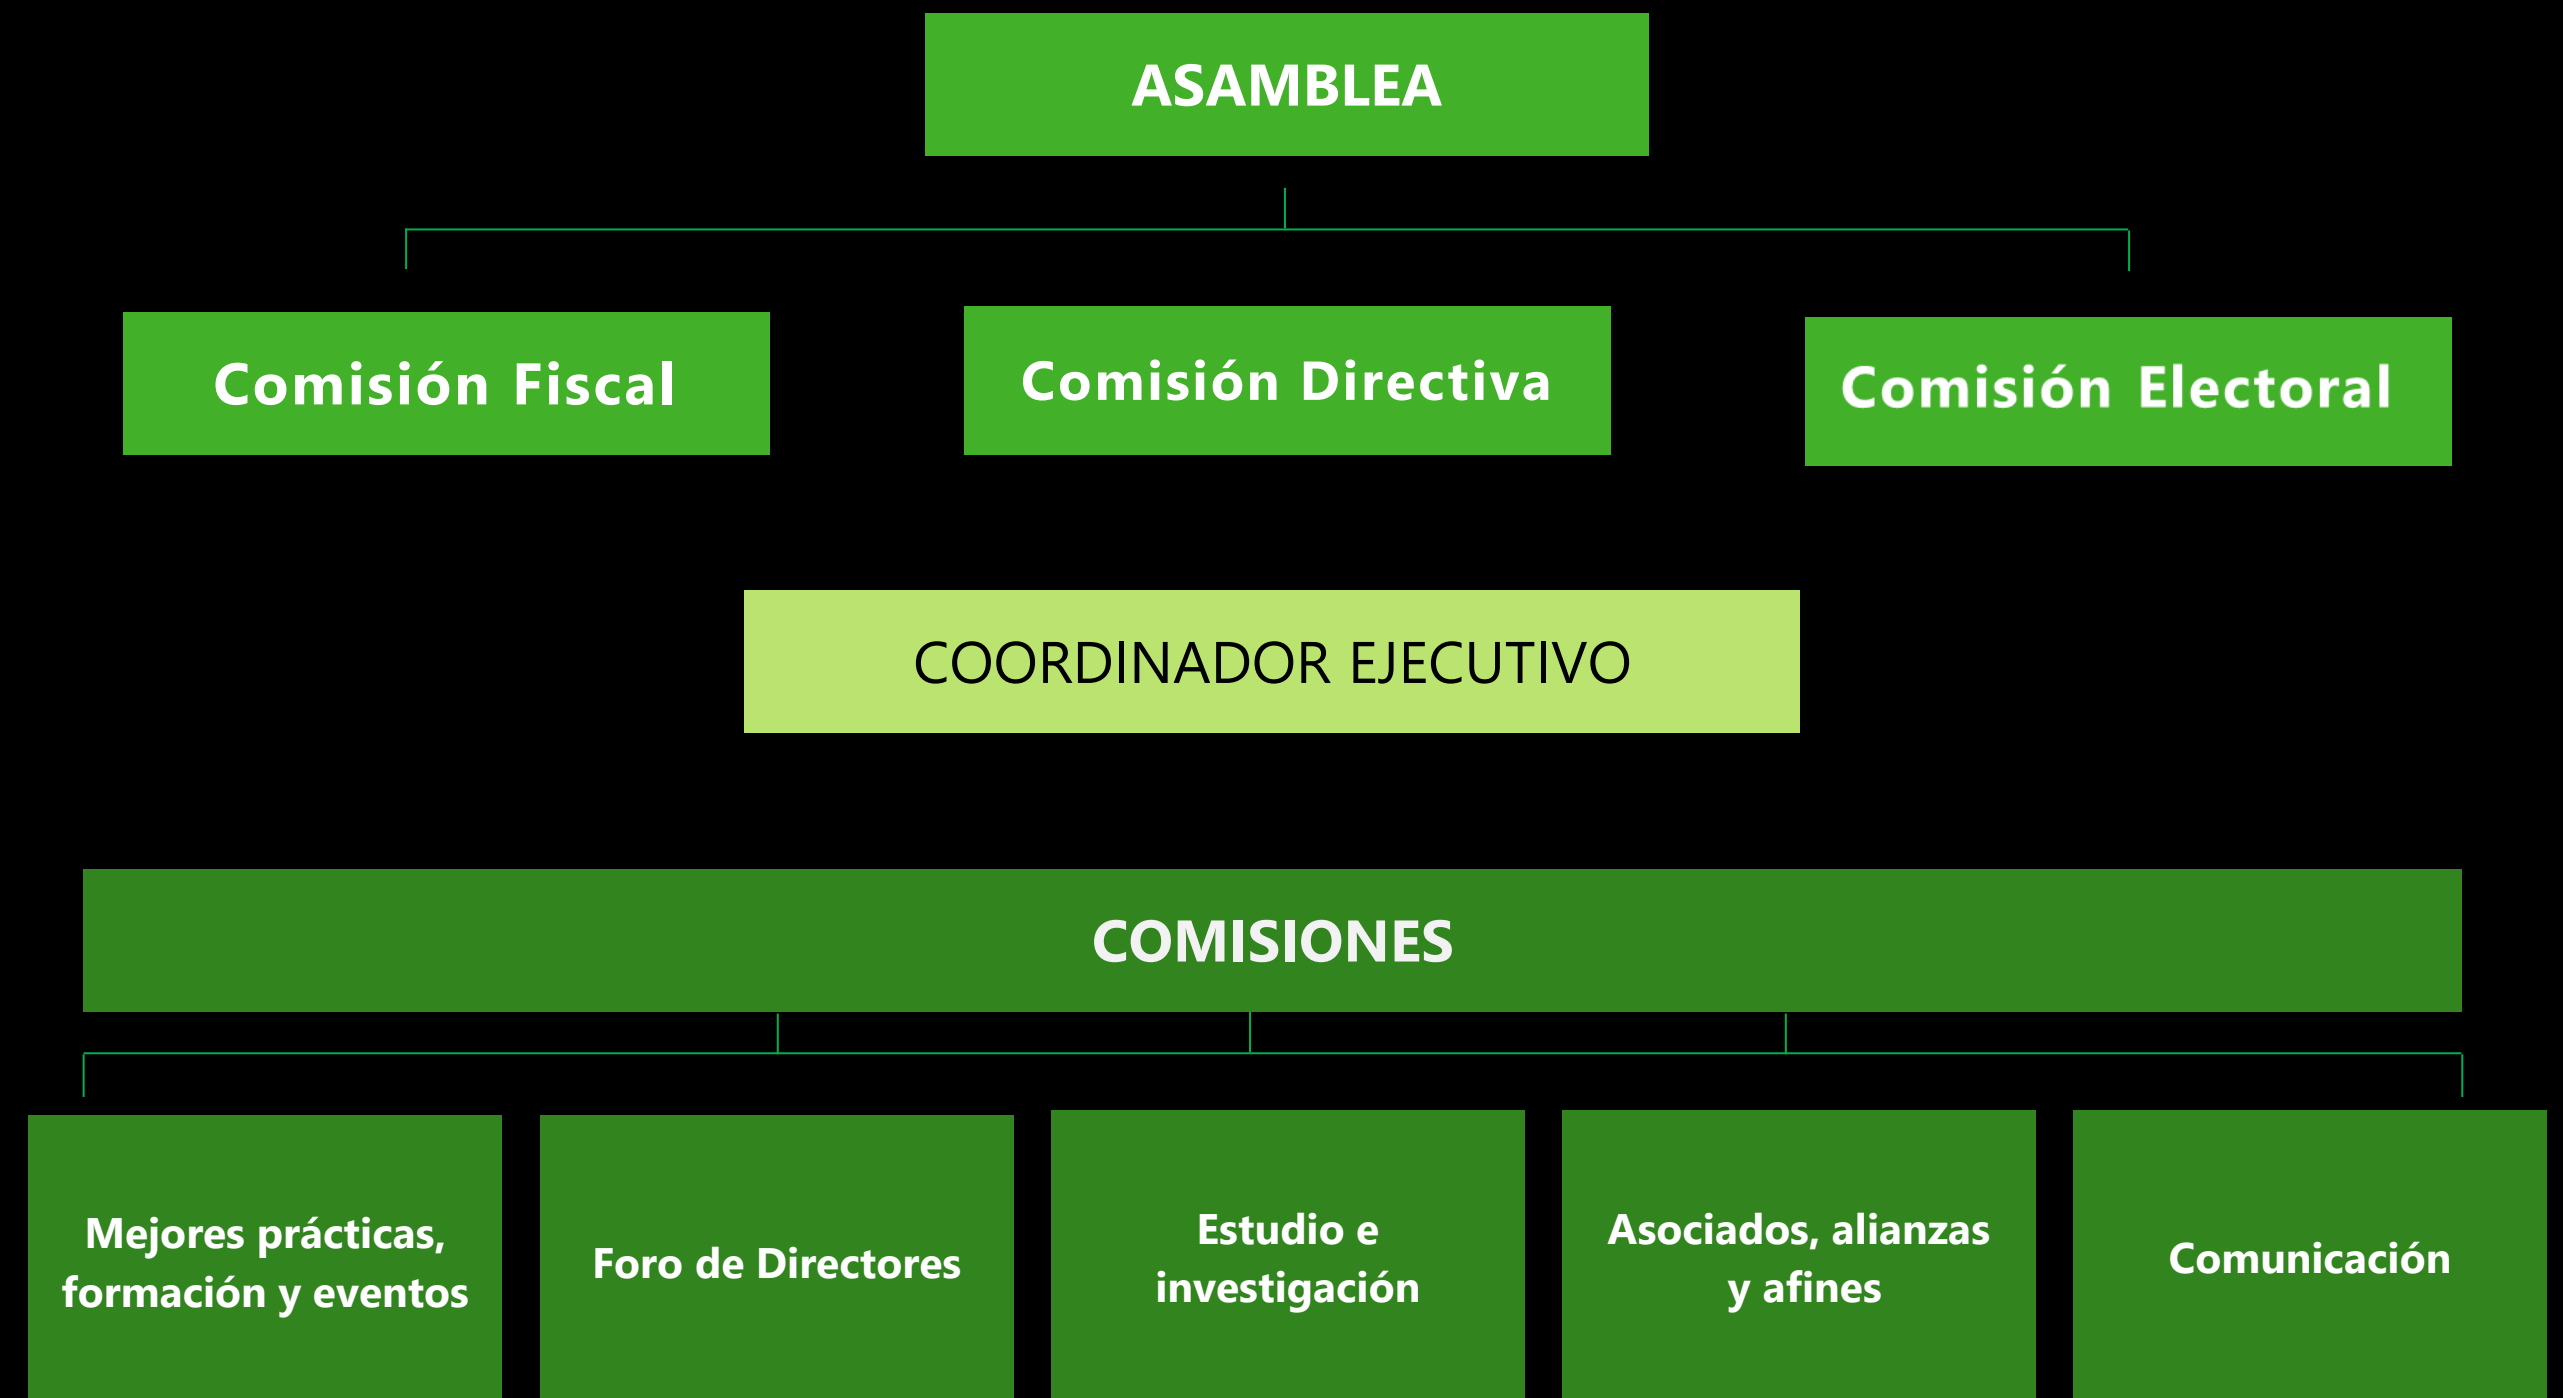 ASAMBLEA
Comisión Fiscal
Comisión Directiva
Comisión Electoral
COORDINADOR EJECUTIVO
COMISIONES
Mejores prácticas,
formación y eventos
Foro de Directores
Estudio e
investigación
Asociados, alianzas
y afines
Comunicación